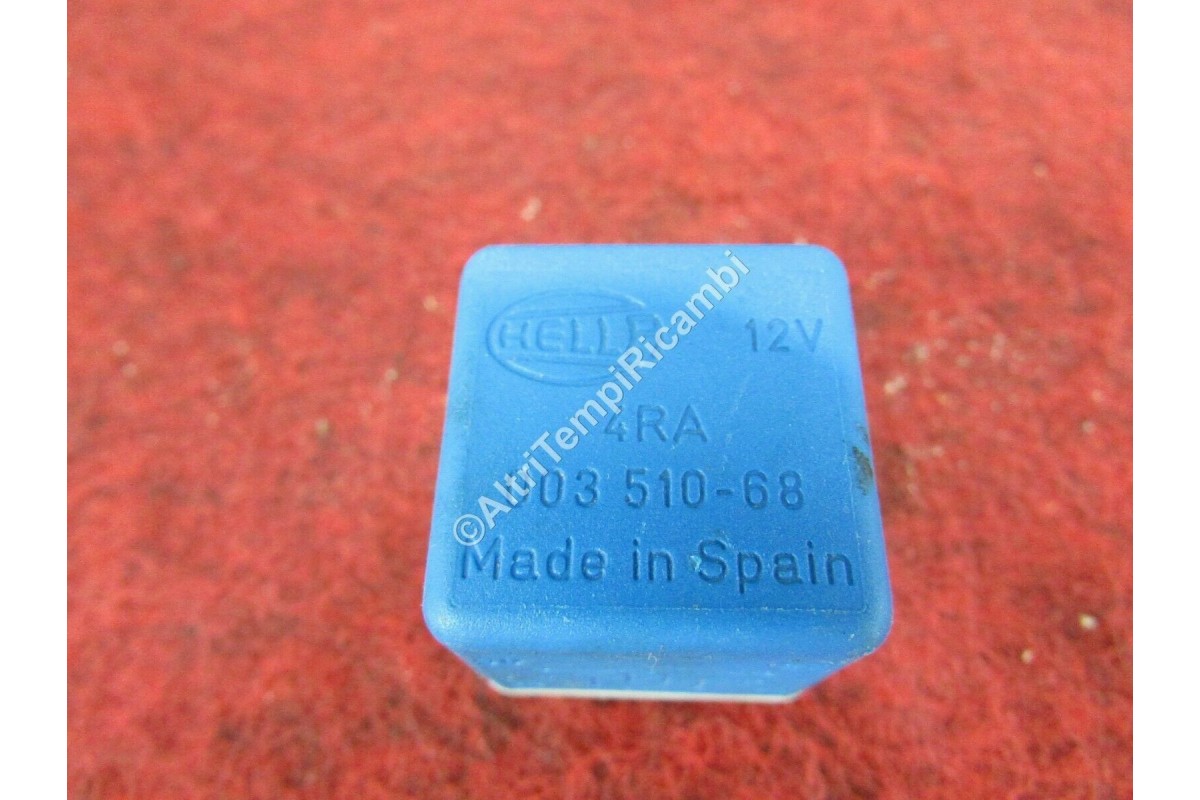 HELLA 12V
4RA
003 510-68
Made in Spain
©AltriTempiRicambi